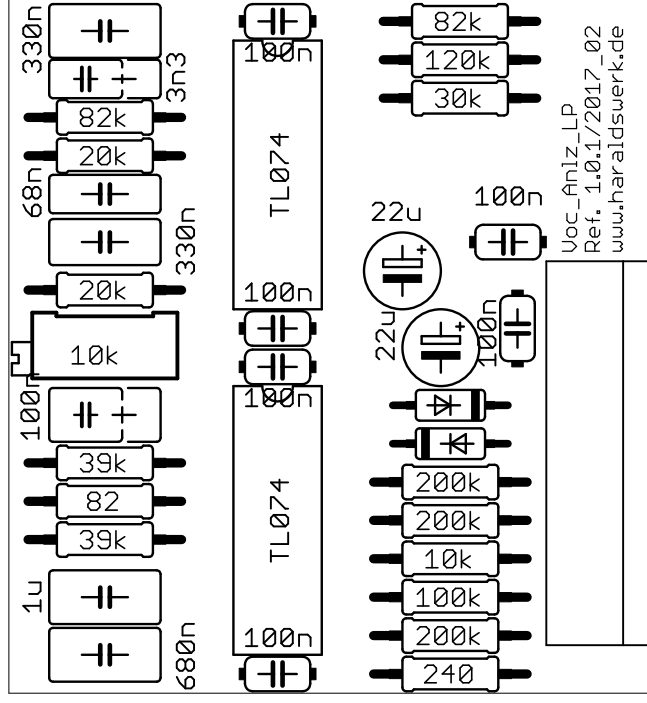 330n
3n3
82k
20k
68n
330n
20k
10k
100n
39k
82
39k
1u
680n
100n
TL074
100n
100n
TL074
100n
82k
120k
30k
22u
100n
22u
100n
200k
200k
10k
100k
200k
240
Voc_Anlz_LP
Ref. 1.0.1/2017_02
www.haraldswerk.de